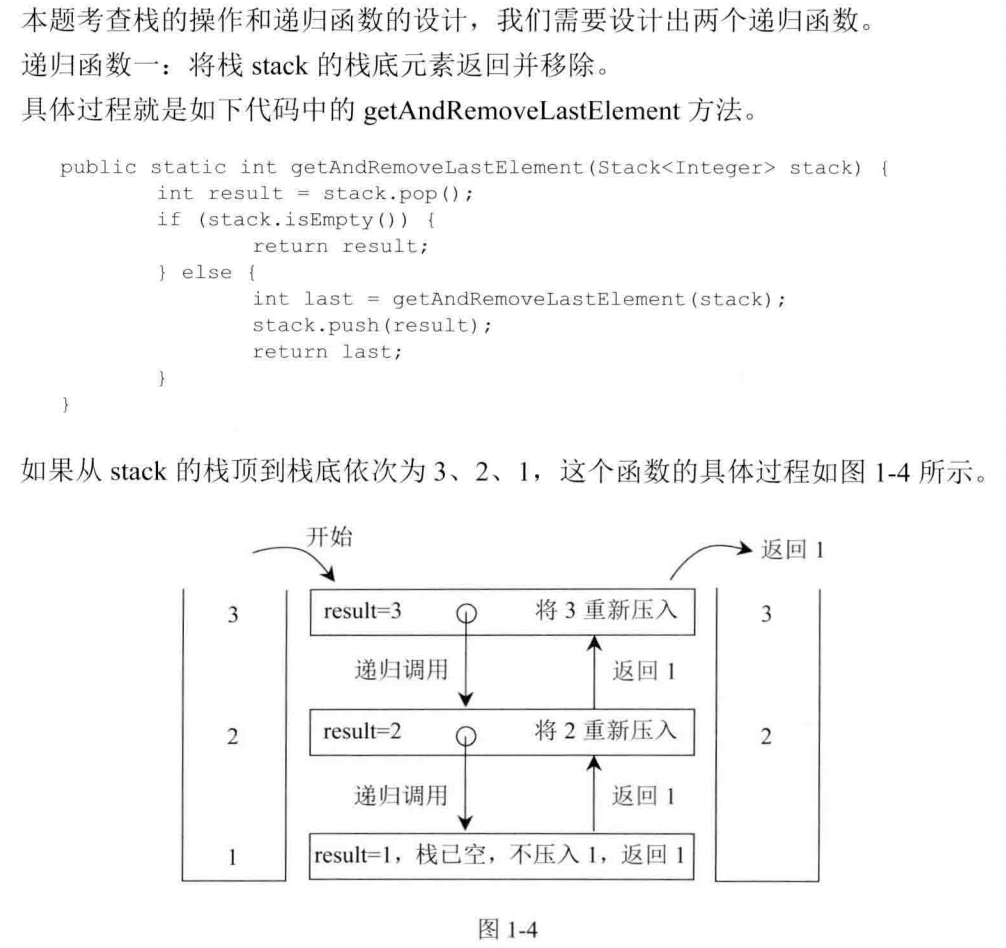 本题考查栈的操作和递归函数的设计，我们需要设计出两个递归函数。
递归函数一：将栈 stack 的栈底元素返回并移除。
具体过程就是如下代码中的 getAndRemoveLastElement 方法。
public static int getAndRemoveLastElement(Stack<Integer> stack) {
int result = stack.pop();
if (stack.isEmpty()) {
return result;
} else {
int last = getAndRemoveLastElement(stack);
stack.push(result);
return last;
}
}
如果从 stack 的栈顶到栈底依次为 3、2、1，这个函数的具体过程如图 1-4 所示。
开始
返回 1
3
result=3
将 3 重新压入
3
递归调用
返回 1
2
result=2
将 2 重新压入
2
递归调用
返回 1
1
result=1，栈已空，不压入 1，返回 1
图 1-4